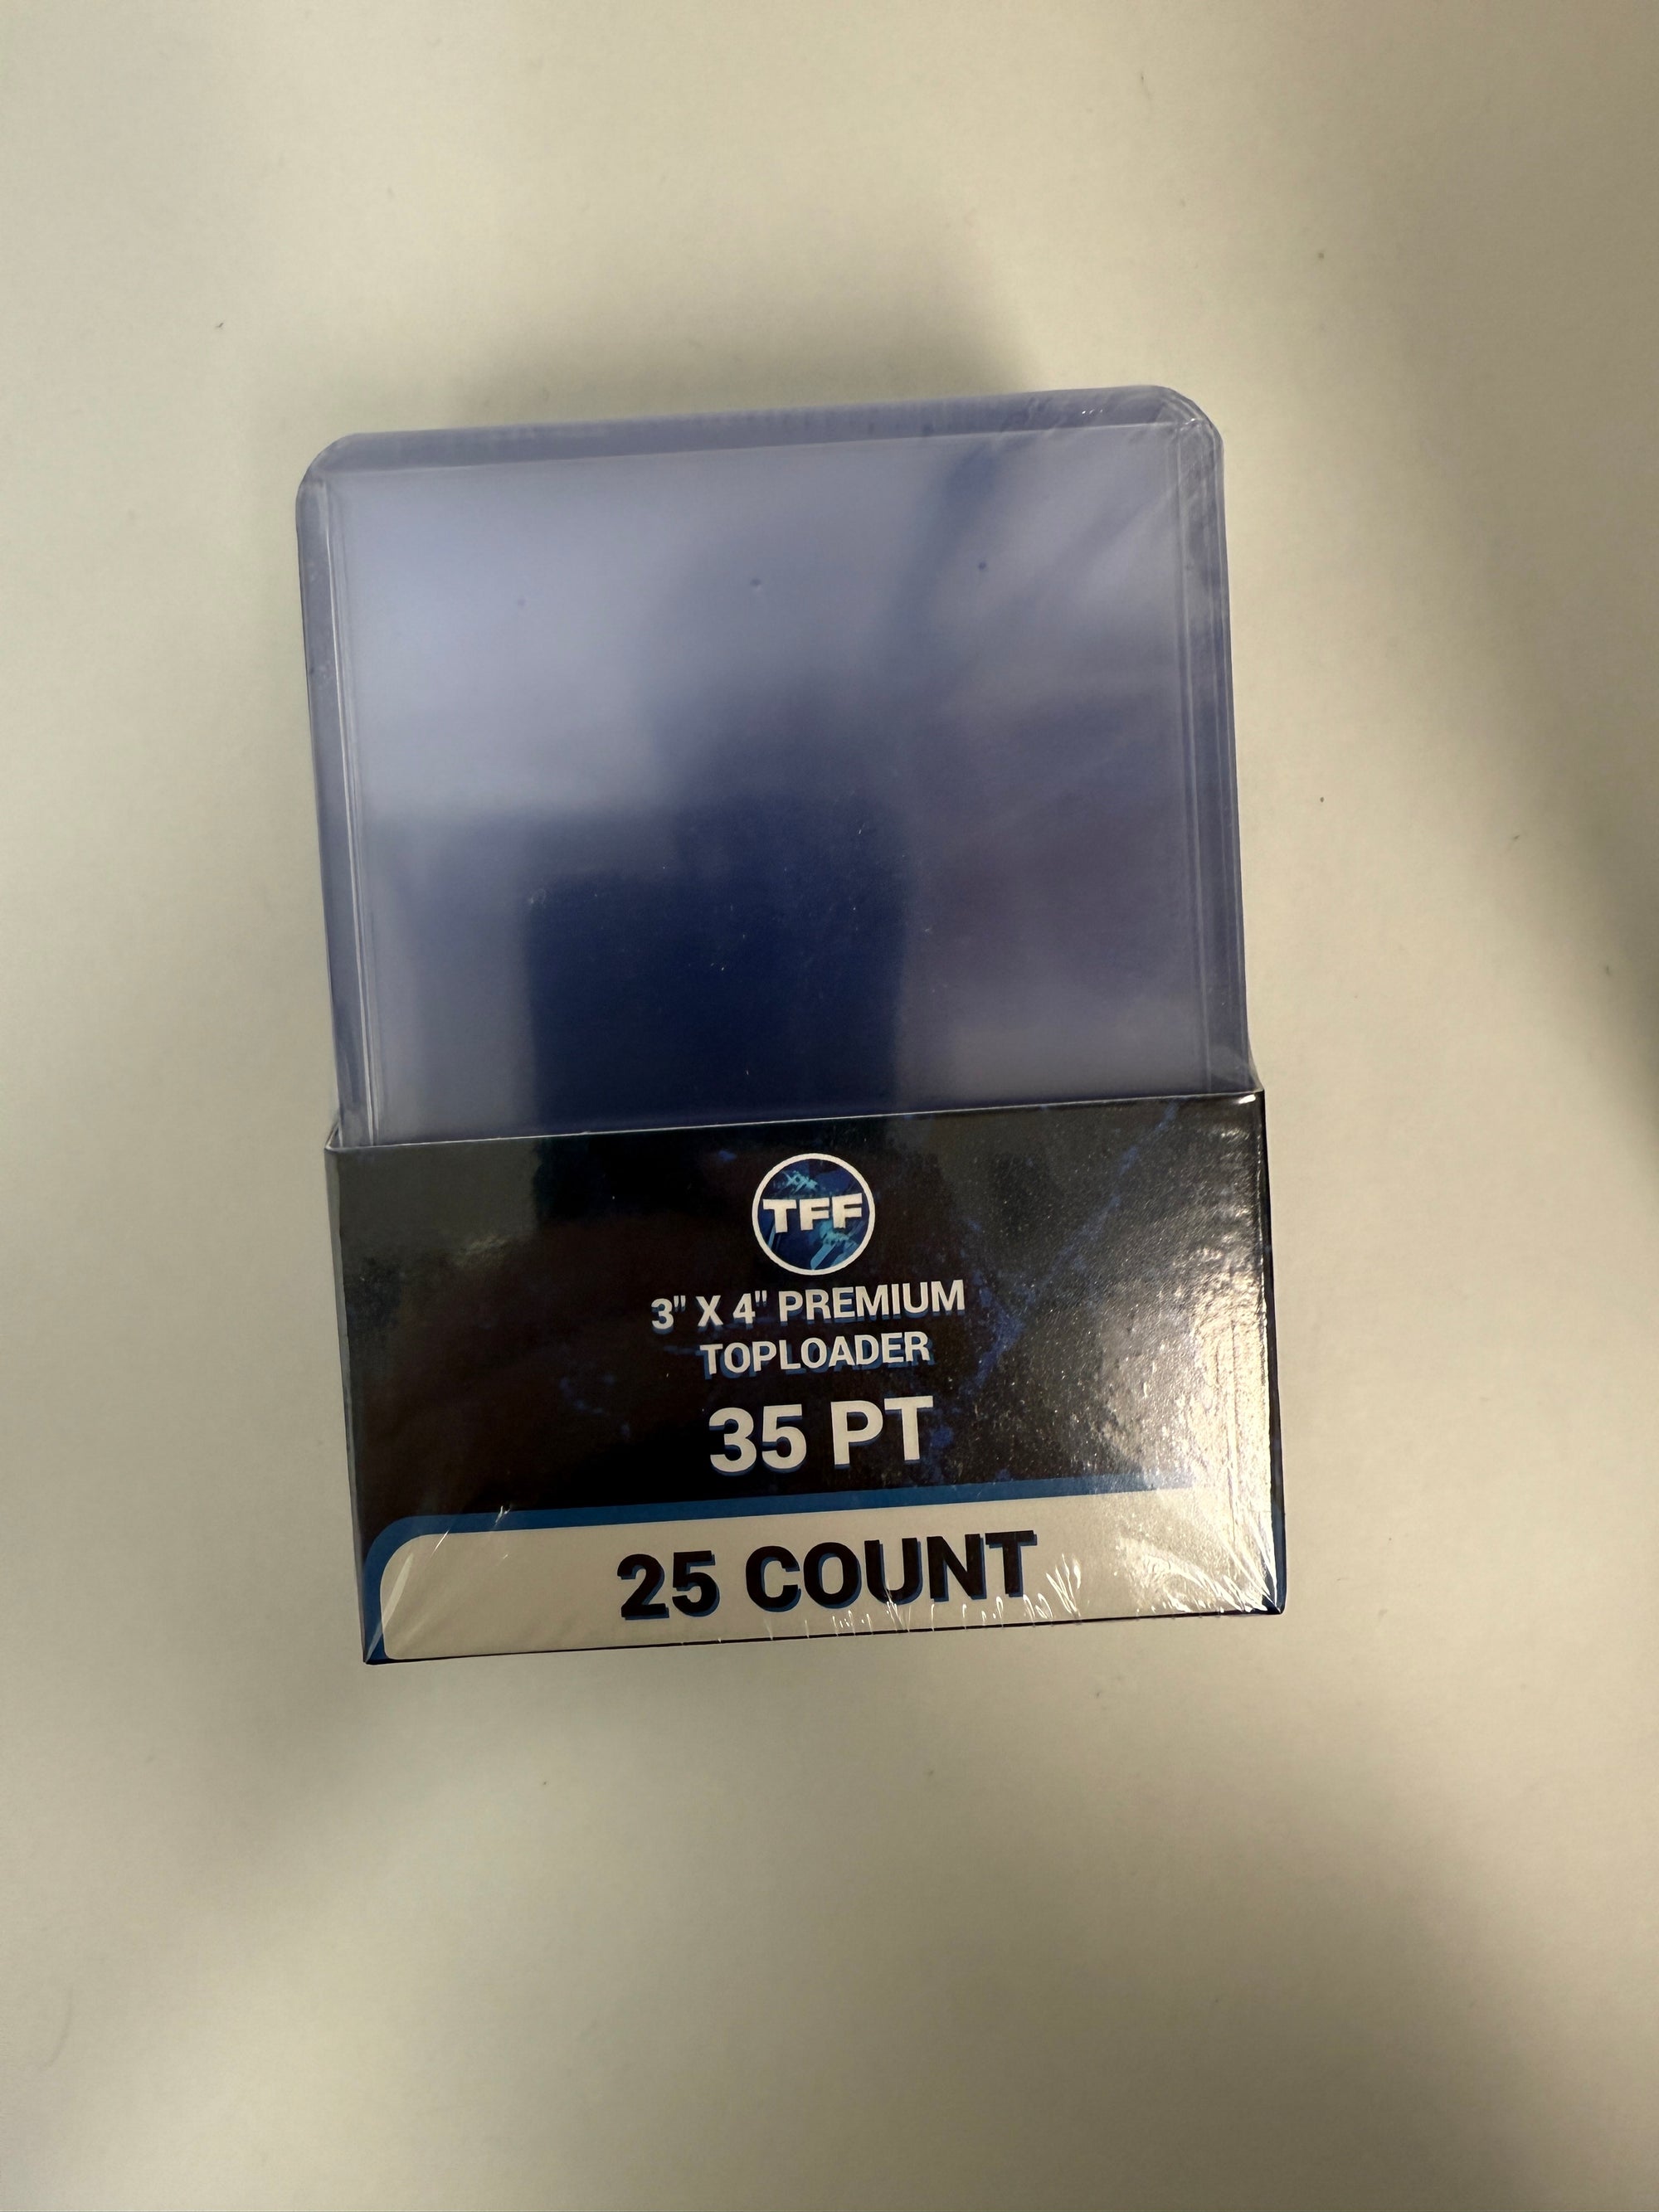 TFF
3" X 4" PREMIUM
TOPLOADER
35 PT
25 COUNT